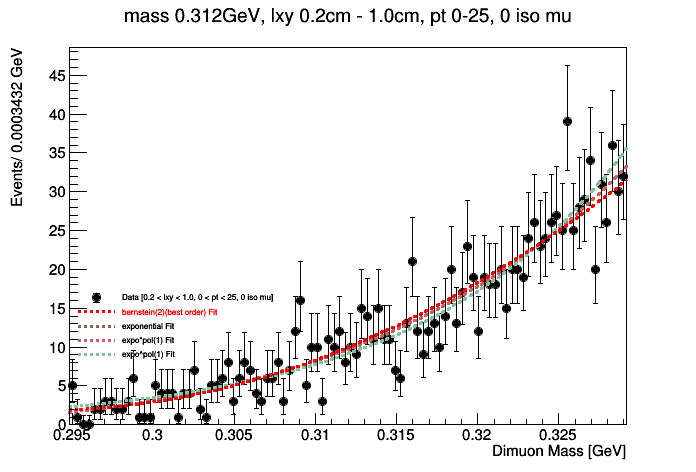 mass 0.312GeV, lxy 0.2cm - 1.0cm, pt 0-25, 0 iso mu
Events/ 0.0003432 GeV
45
40
35
30
25
20
15
10
5
0
Data [0.2 < lxy < 1.0, 0 < pt < 25, 0 iso mu]
bernstein(2)(best order) Fit
exponential Fit
expo*pol(1) Fit
expo^pol(1) Fit
0.295 0.3 0.305 0.31 0.315 0.32 0.325
Dimuon Mass [GeV]